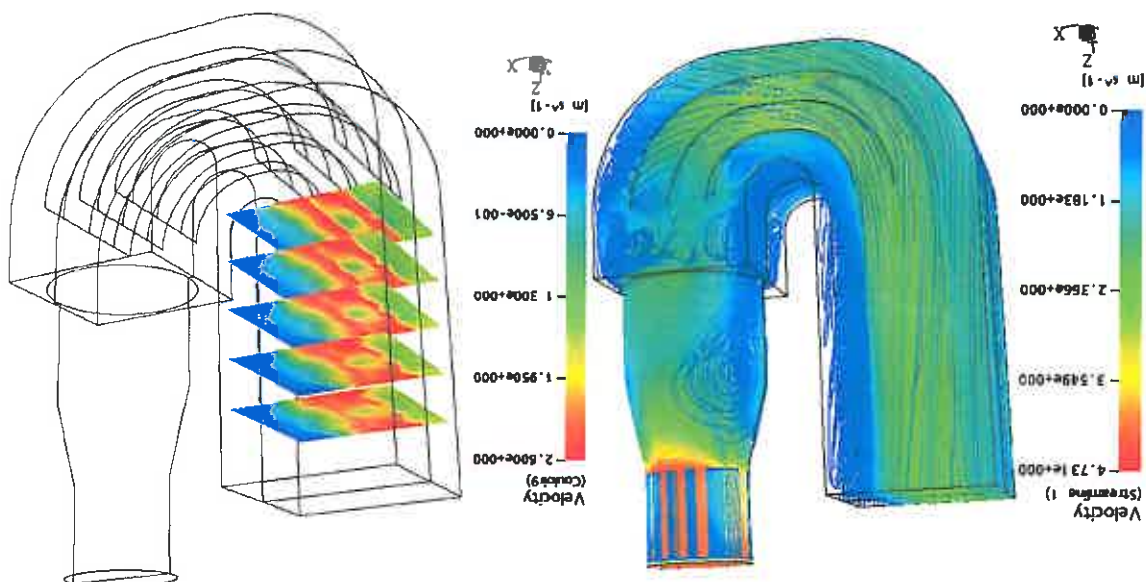 Velocity
(Streamline 1)
4.731e+000
3.549e+000
2.366e+000
1.183e+000
0.000e+000
[m s^-1]
Z
X
Velocity
(Contour 9)
2.600e+000
1.950e+000
1.300e+000
6.500e-001
0.000e+000
[m s^-1]
Z
X